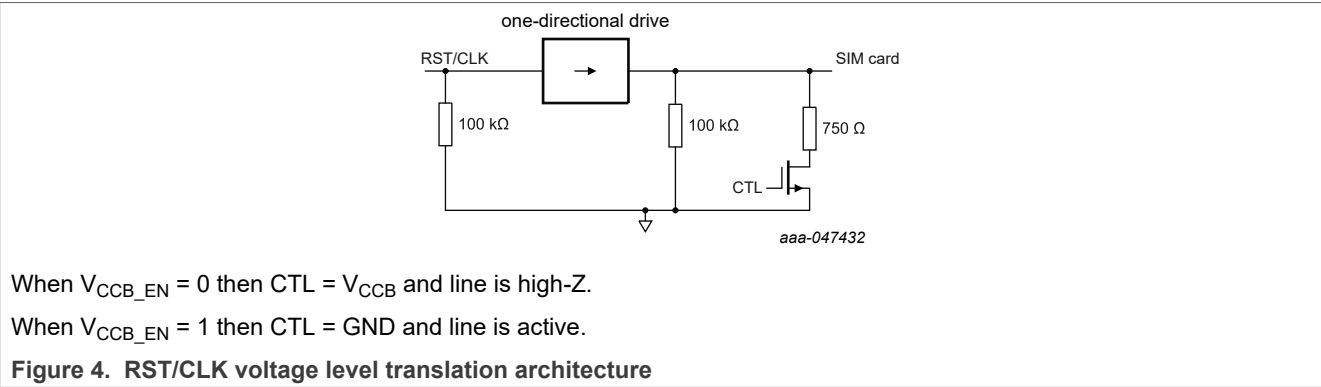 one-directional drive
RST/CLK
SIM card
100 kΩ
100 kΩ
750 Ω
CTL
aaa-047432
When V_CCB_EN = 0 then CTL = V_CCB and line is high-Z.
When V_CCB_EN = 1 then CTL = GND and line is active.
Figure 4. RST/CLK voltage level translation architecture